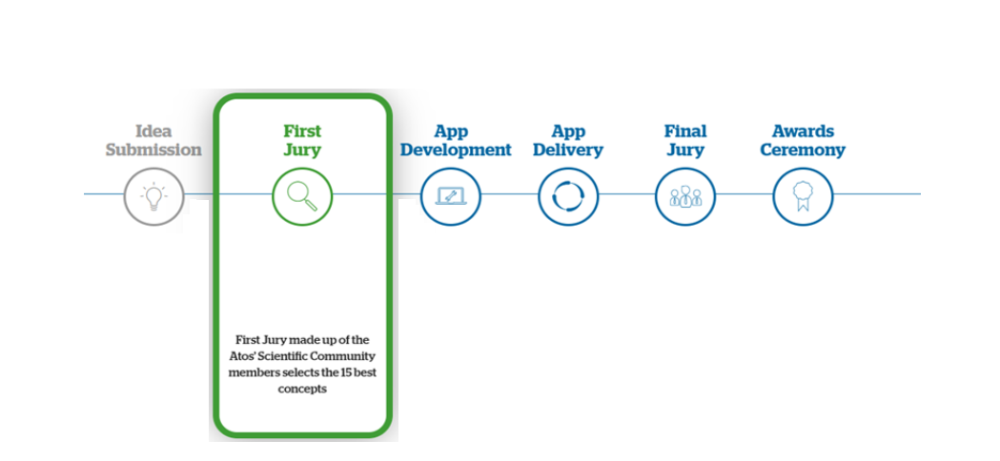 Idea
Submission
First
Jury
App
Development
App
Delivery
Final
Jury
Awards
Ceremony
First Jury made up of the
Atos' Scientific Community
members selects the 15 best
concepts